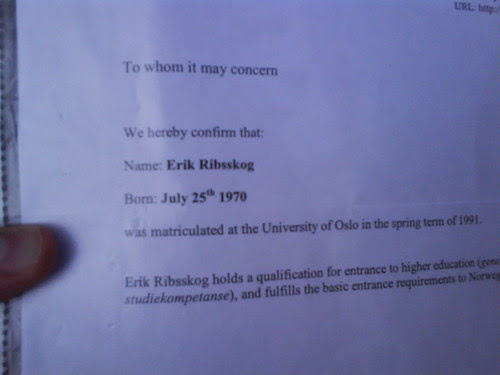 URL: http:/
To whom it may concern
We hereby confirm that:
Name: Erik Ribsskog
Born: July 25th 1970
was matriculated at the University of Oslo in the spring term of 1991.
Erik Ribsskog holds a qualification for entrance to higher education (gene
studiekompetanse), and fulfills the basic entrance requirements to Norweg